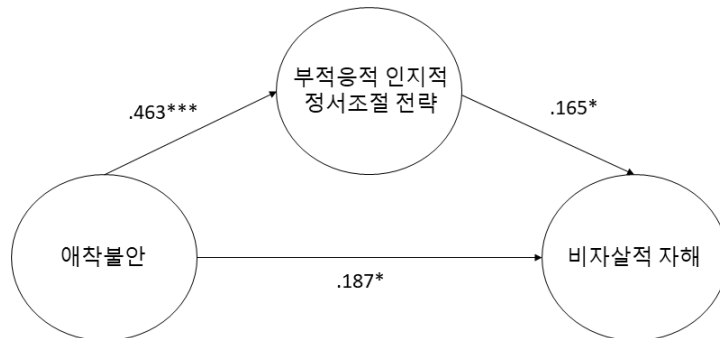 부적응적 인지적
정서조절 전략
.463***
.165*
애착불안
비자살적 자해
.187*